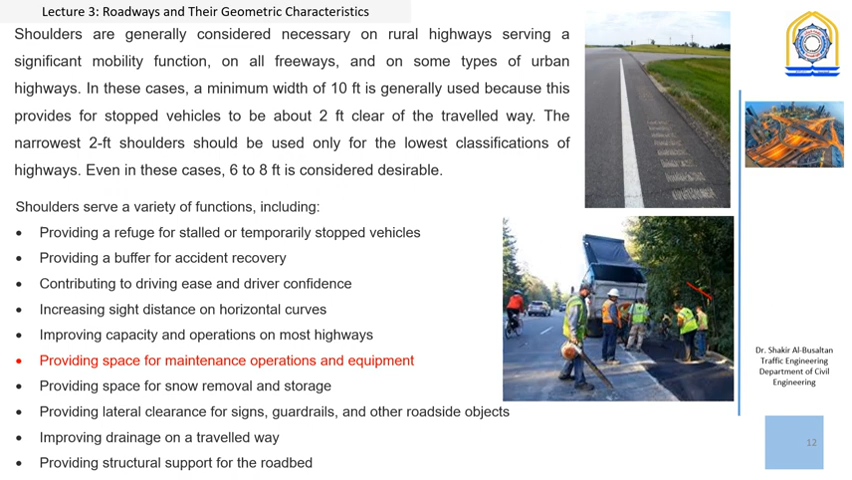 Lecture 3: Roadways and Their Geometric Characteristics
Shoulders are generally considered necessary on rural highways serving a
significant mobility function, on all freeways, and on some types of urban
highways. In these cases, a minimum width of 10 ft is generally used because this
provides for stopped vehicles to be about 2 ft clear of the travelled way. The
narrowest 2-ft shoulders should be used only for the lowest classifications of
highways. Even in these cases, 6 to 8 ft is considered desirable.
Shoulders serve a variety of functions, including:
• Providing a refuge for stalled or temporarily stopped vehicles
• Providing a buffer for accident recovery
• Contributing to driving ease and driver confidence
• Increasing sight distance on horizontal curves
• Improving capacity and operations on most highways
• Providing space for maintenance operations and equipment
• Providing space for snow removal and storage
• Providing lateral clearance for signs, guardrails, and other roadside objects
• Improving drainage on a travelled way
• Providing structural support for the roadbed
Dr. Shakir Al-Busaltan
Traffic Engineering
Department of Civil
Engineering
12